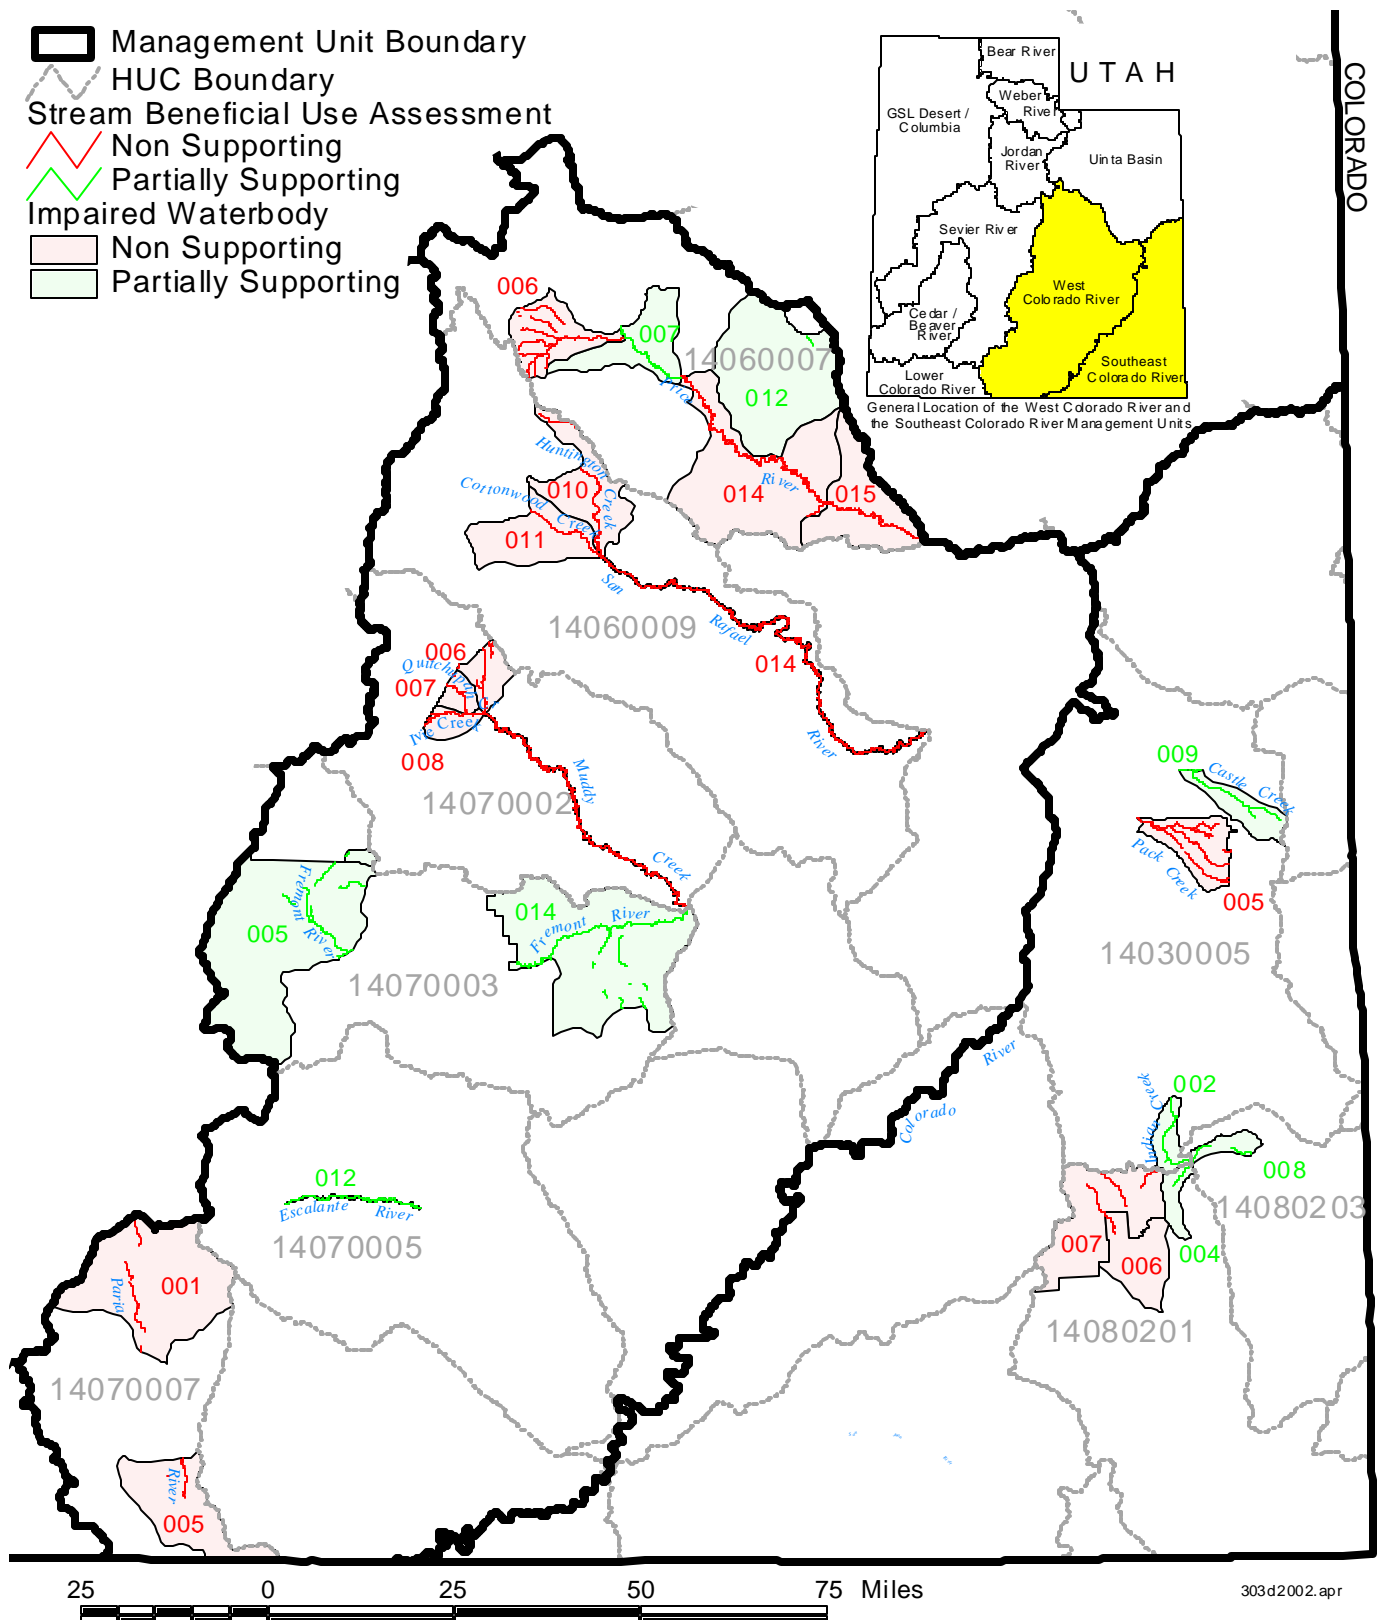 Management Unit Boundary
HUC Boundary
Stream Beneficial Use Assessment
Non Supporting
Partially Supporting
Impaired Waterbody
Non Supporting
Partially Supporting
UTAH
COLORADO
Bear River
Weber
River
GSL Desert /
Columbia
Jordan
River
Uinta Basin
Sevier River
West
Colorado River
Cedar /
Beaver
River
Southeast
Colorado River
Lower
Colorado River
General Location of the West Colorado River and
the Southeast Colorado River Management Units
006
007
14060007
012
Price
River
014
015
Huntington
Creek
010
Cottonwood
Creek
011
San
Rafael
River
14060009
014
006
Quitchupah Cr
007
Ivie Creek
008
14070002
Muddy
Creek
009
Castle Creek
Pack
Creek
005
14030005
005
Fremont
River
014
Fremont
River
14070003
River
Colorado
002
Indian Creek
008
14080203
004
007
006
14080201
012
Escalante
River
14070005
001
Paria
14070007
River
005
25
0
25
50
75
Miles
303d2002.apr